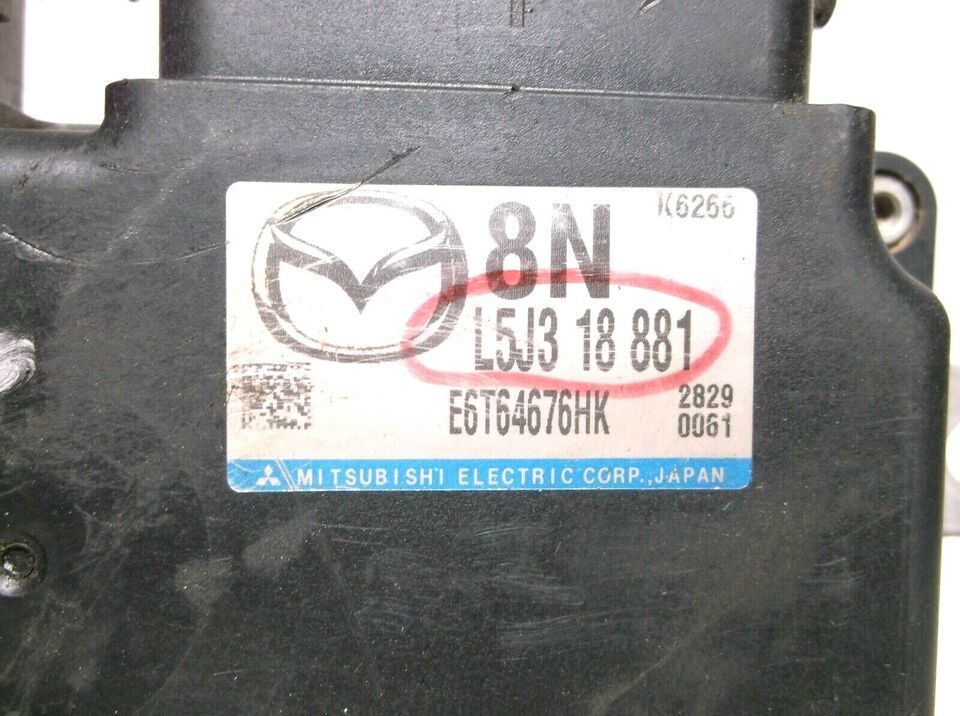 8N K6266
L5J3 18 881
E6T64676HK 2829
0061
MITSUBISHI ELECTRIC CORP., JAPAN